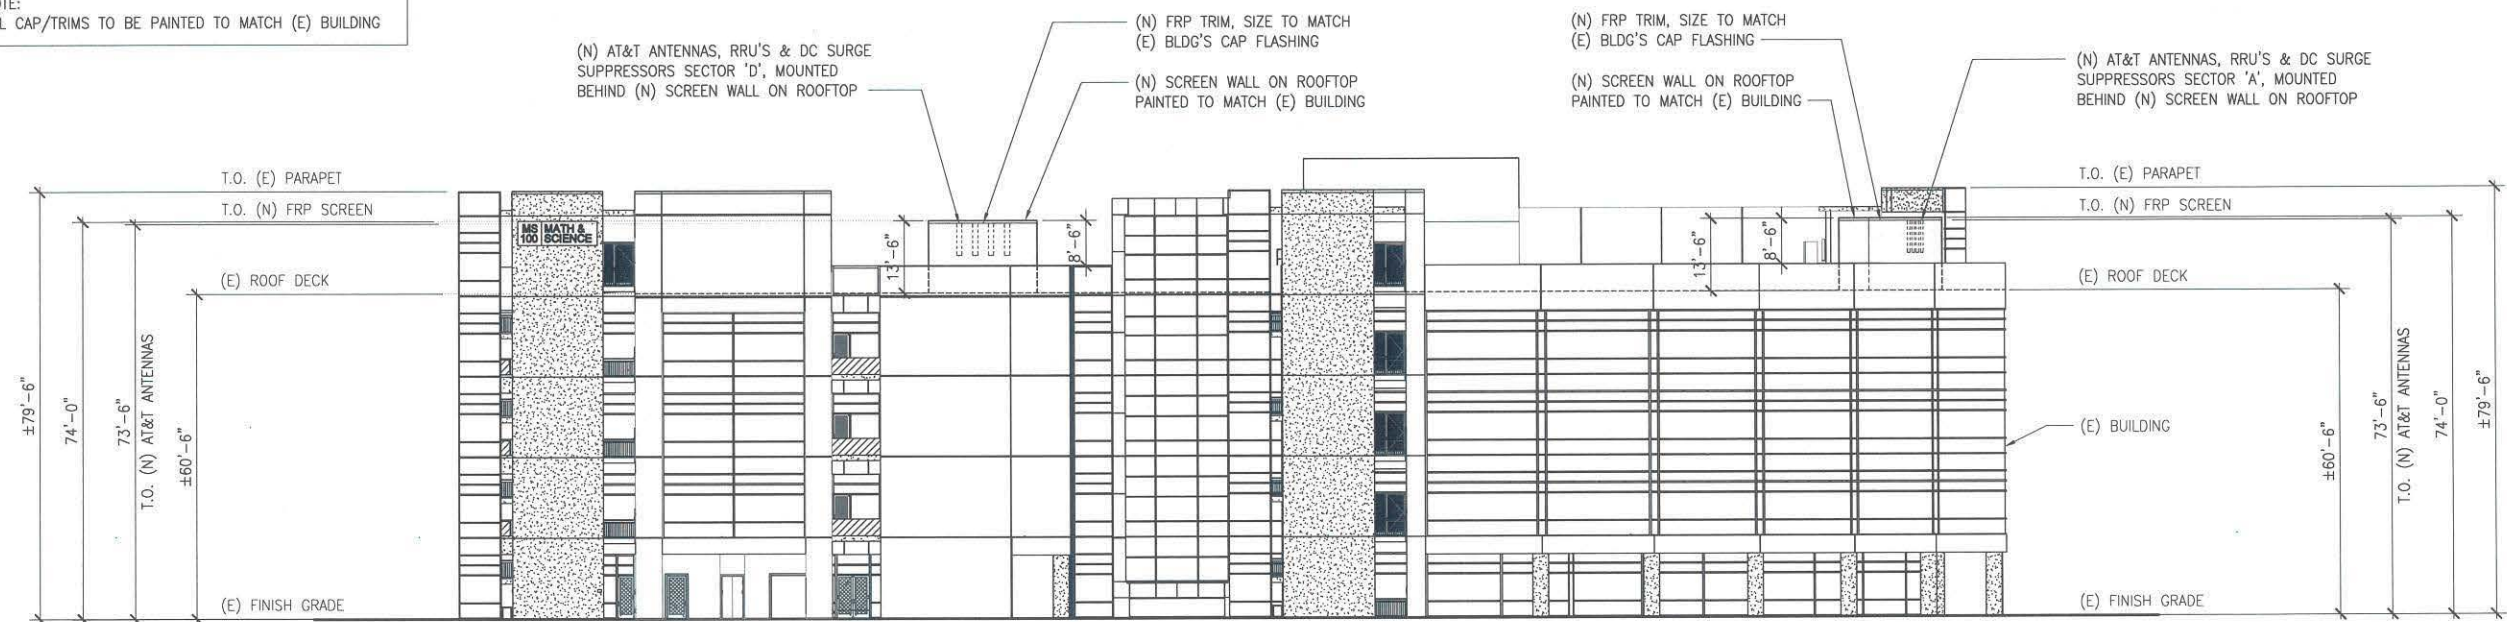 L CAP/TRIMS TO BE PAINTED TO MATCH (E) BUILDING
(N) AT&T ANTENNAS, RRU'S & DC SURGE
SUPPRESSORS SECTOR 'D', MOUNTED
BEHIND (N) SCREEN WALL ON ROOFTOP
(N) FRP TRIM, SIZE TO MATCH
(E) BLDG'S CAP FLASHING
(N) SCREEN WALL ON ROOFTOP
PAINTED TO MATCH (E) BUILDING
(N) FRP TRIM, SIZE TO MATCH
(E) BLDG'S CAP FLASHING
(N) SCREEN WALL ON ROOFTOP
PAINTED TO MATCH (E) BUILDING
(N) AT&T ANTENNAS, RRU'S & DC SURGE
SUPPRESSORS SECTOR 'A', MOUNTED
BEHIND (N) SCREEN WALL ON ROOFTOP
T.O. (E) PARAPET
T.O. (N) FRP SCREEN
(E) ROOF DECK
(E) FINISH GRADE
±79'-6"
74'-0"
73'-6"
T.O. (N) AT&T ANTENNAS
±60'-6"
MS 100
MATH & SCIENCE
13'-6"
8'-6"
13'-6"
8'-6"
T.O. (E) PARAPET
T.O. (N) FRP SCREEN
(E) ROOF DECK
(E) BUILDING
(E) FINISH GRADE
±60'-6"
73'-6"
T.O. (N) AT&T ANTENNAS
74'-0"
±79'-6"